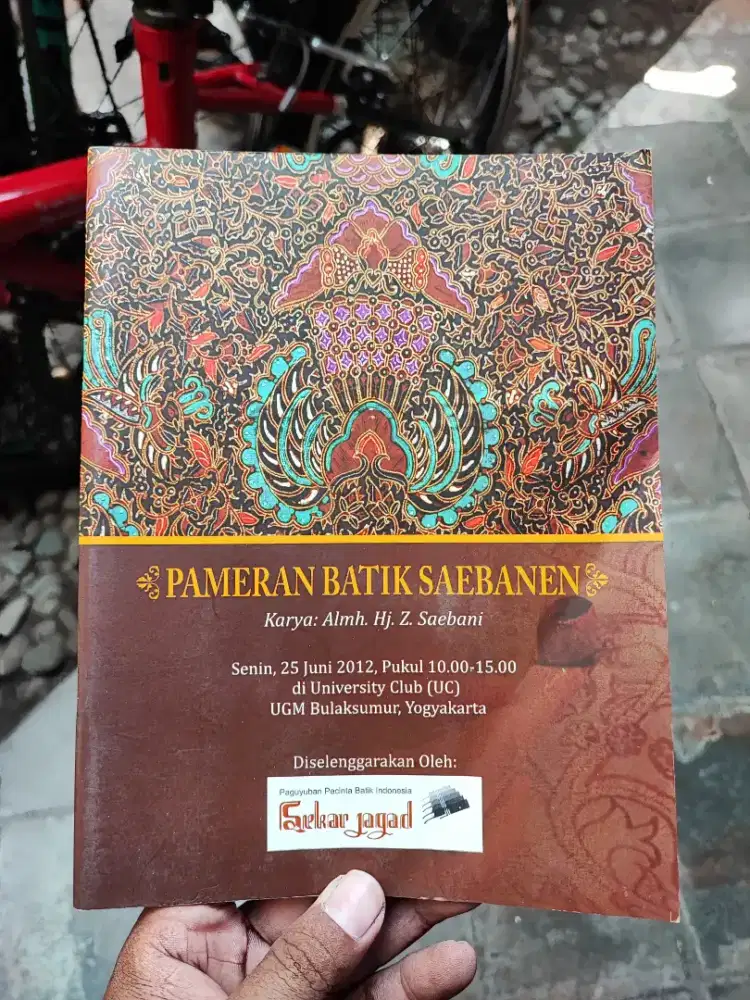 PAMERAN BATIK SAEBANEN
Karya: Almh. Hj. Z. Saebani
Senin, 25 Juni 2012, Pukul 10.00-15.00
di University Club (UC)
UGM Bulaksumur, Yogyakarta
Diselenggarakan Oleh:
Paguyuban Pacinta Batik Indonesia
Sekar jagad